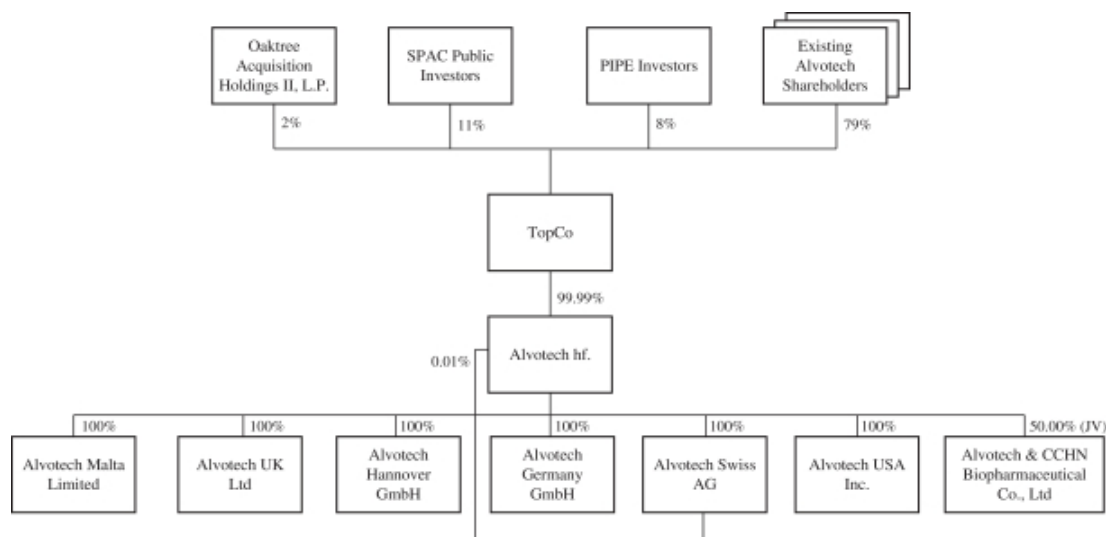 Oaktree
Acquisition
Holdings II, L.P.
SPAC Public
Investors
PIPE Investors
Existing
Alvotech
Shareholders
2%
11%
8%
79%
TopCo
99.99%
Alvotech hf.
0.01%
100%
100%
100%
100%
100%
100%
50.00% (JV)
Alvotech Malta
Limited
Alvotech UK
Ltd
Alvotech
Hannover
GmbH
Alvotech
Germany
GmbH
Alvotech Swiss
AG
Alvotech USA
Inc.
Alvotech & CCHN
Biopharmaceutical
Co., Ltd